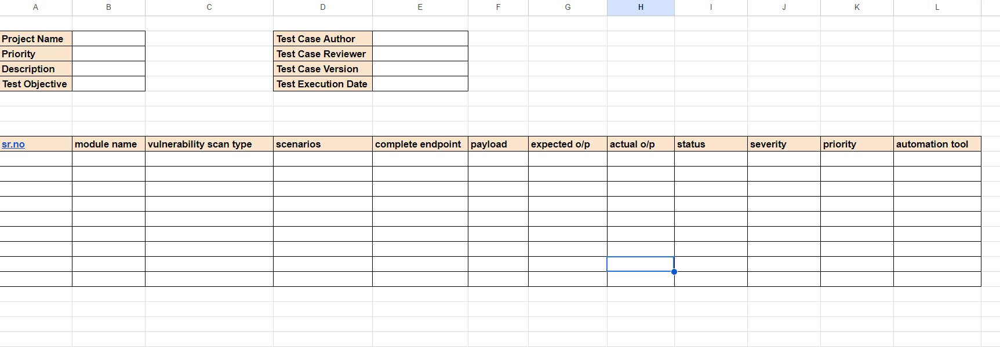 A B C D E F G H I J K L
Project Name Test Case Author
Priority Test Case Reviewer
Description Test Case Version
Test Objective Test Execution Date
sr.no module name vulnerability scan type scenarios complete endpoint payload expected o/p actual o/p status severity priority automation tool